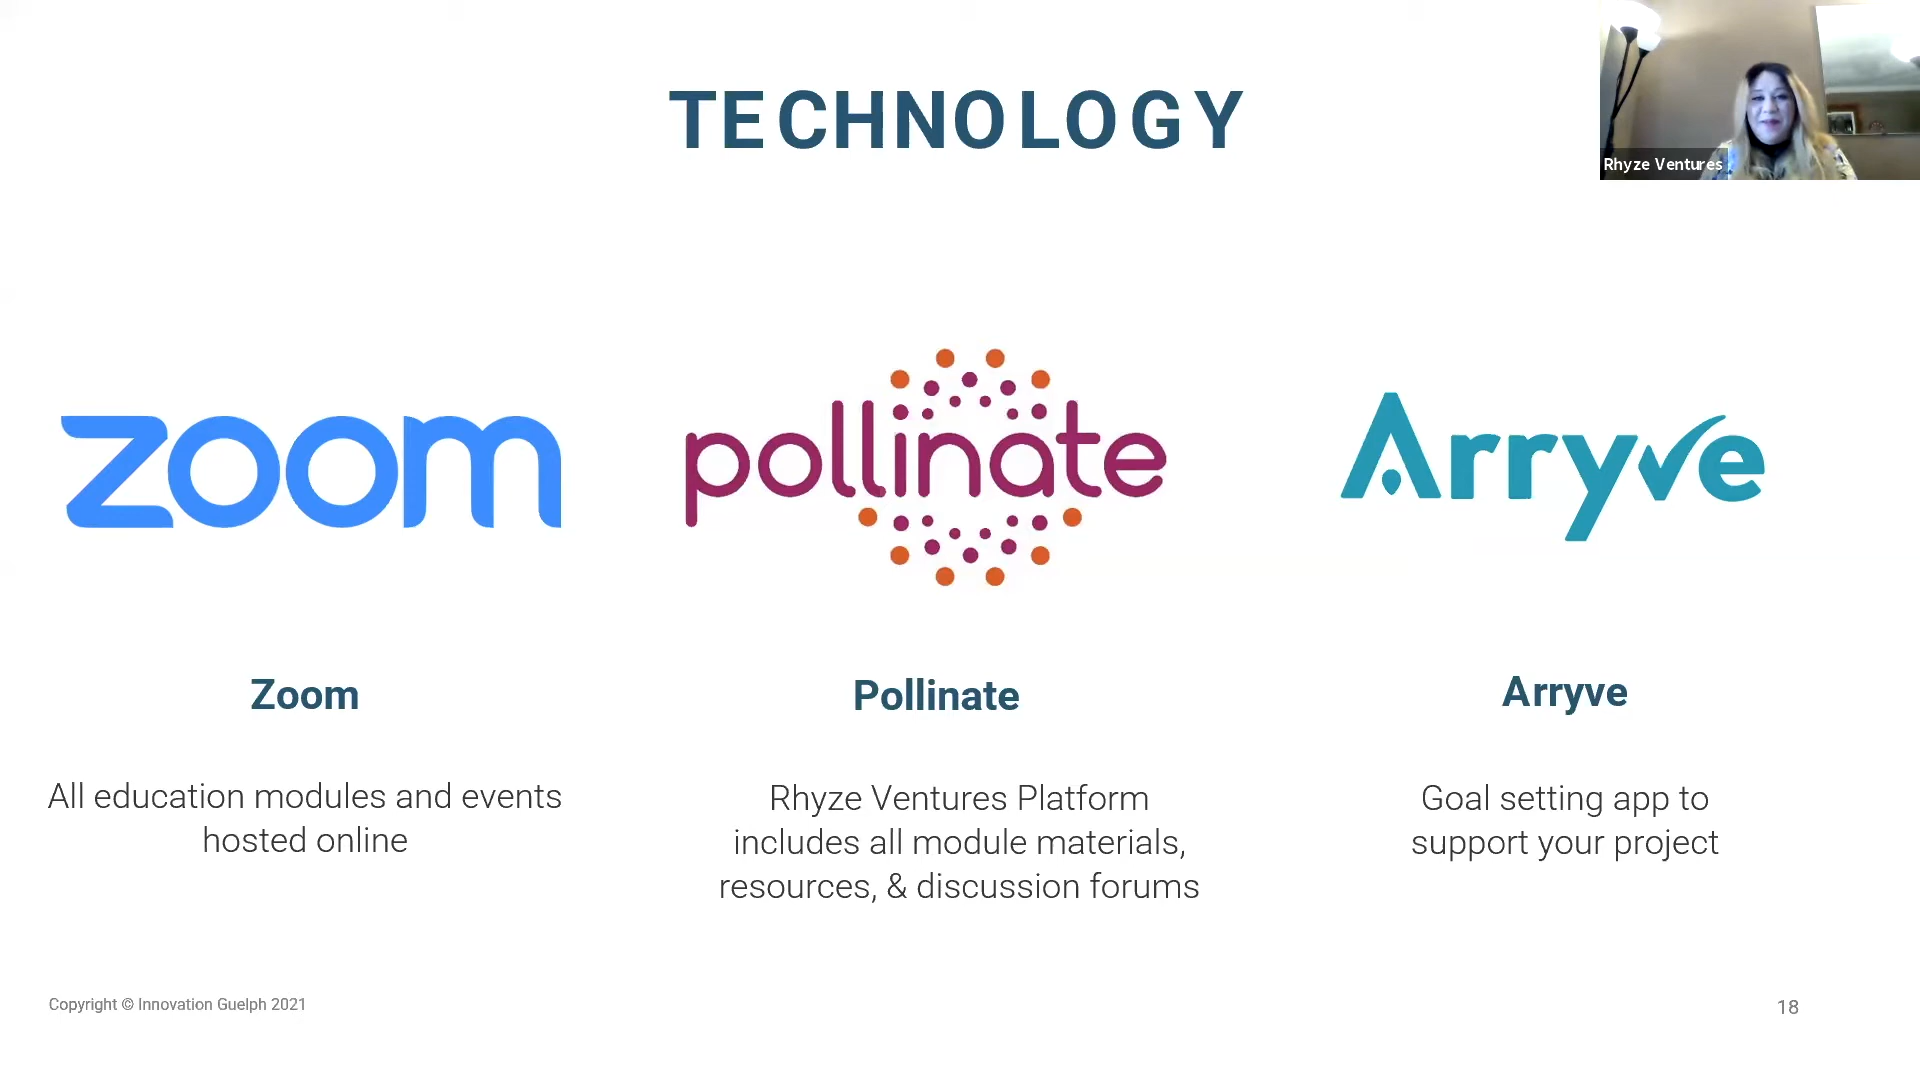 TECHNOLOGY
Rhyze Ventures
zoom
pollinate
Arryve
Zoom
Pollinate
Arryve
All education modules and events
hosted online
Rhyze Ventures Platform
includes all module materials,
resources, & discussion forums
Goal setting app to
support your project
Copyright © Innovation Guelph 2021
18